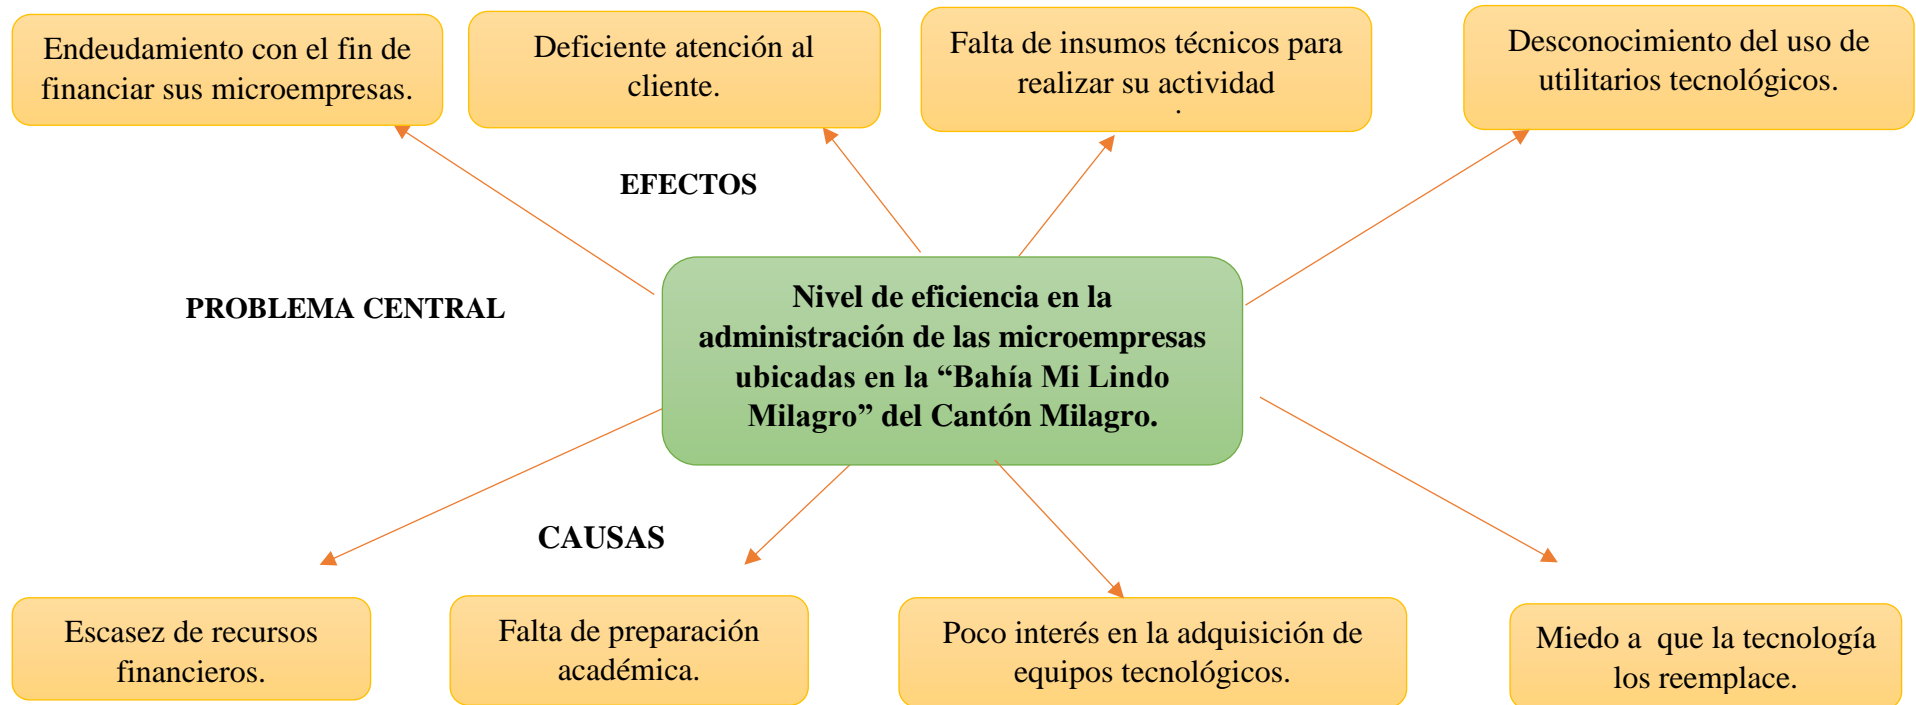 Endeudamiento con el fin de
financiar sus microempresas.
Deficiente atención al
cliente.
Falta de insumos técnicos para
realizar su actividad
.
Desconocimiento del uso de
utilitarios tecnológicos.
EFECTOS
PROBLEMA CENTRAL
Nivel de eficiencia en la
administración de las microempresas
ubicadas en la “Bahía Mi Lindo
Milagro” del Cantón Milagro.
CAUSAS
Escasez de recursos
financieros.
Falta de preparación
académica.
Poco interés en la adquisición de
equipos tecnológicos.
Miedo a  que la tecnología
los reemplace.